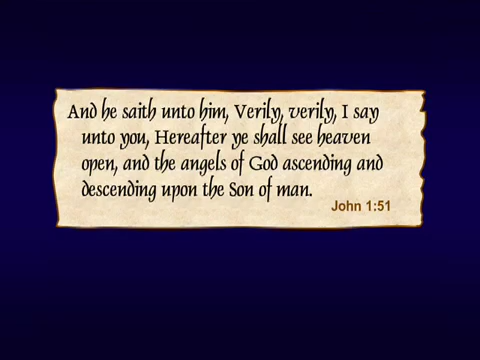 And he saith unto him, Verily, verily, I say
unto you, Hereafter ye shall see heaven
open, and the angels of God ascending and
descending upon the Son of man.
John 1:51